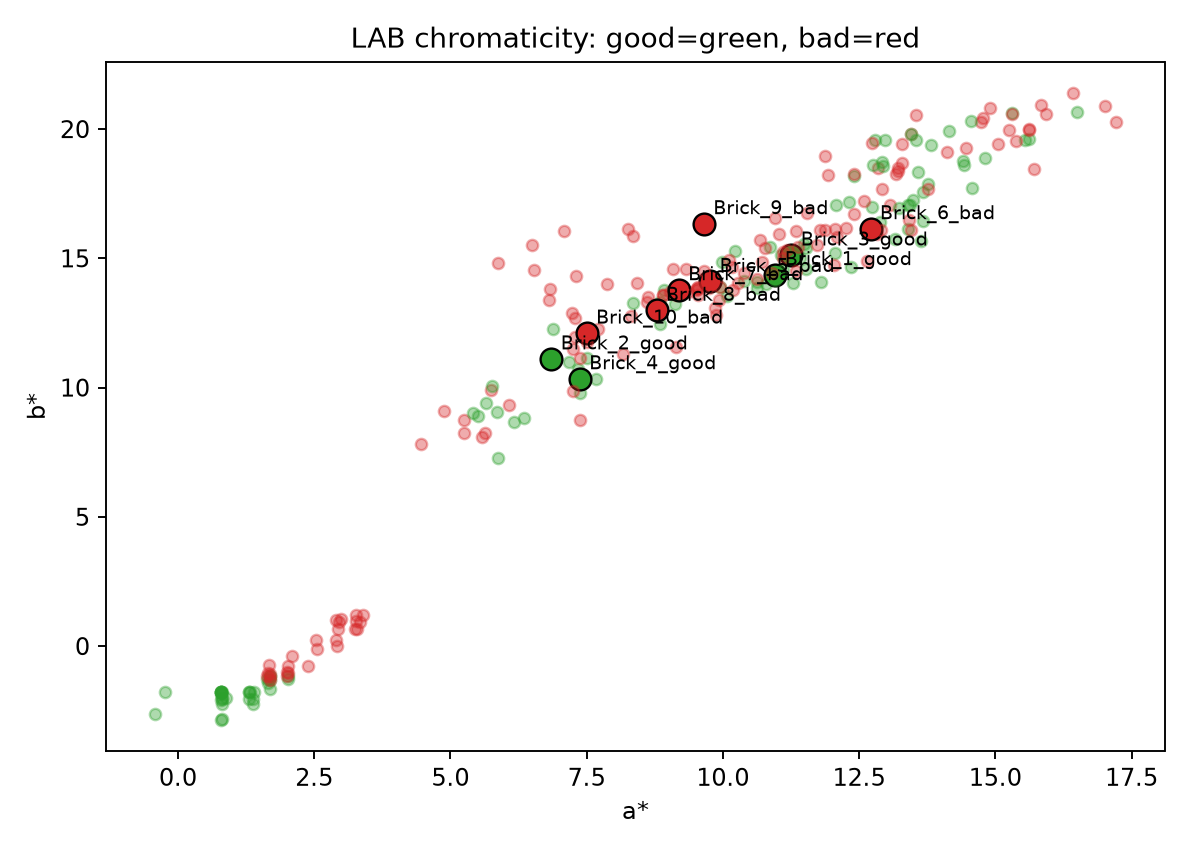 LAB chromaticity: good=green, bad=red
20
15
10
5
0
b*
Brick_9_bad
Brick_6_bad
Brick_3_good
Brick_1_good
Brick_7_bad
Brick_8_bad
Brick_10_bad
Brick_2_good
Brick_4_good
0.0 2.5 5.0 7.5 10.0 12.5 15.0 17.5
a*